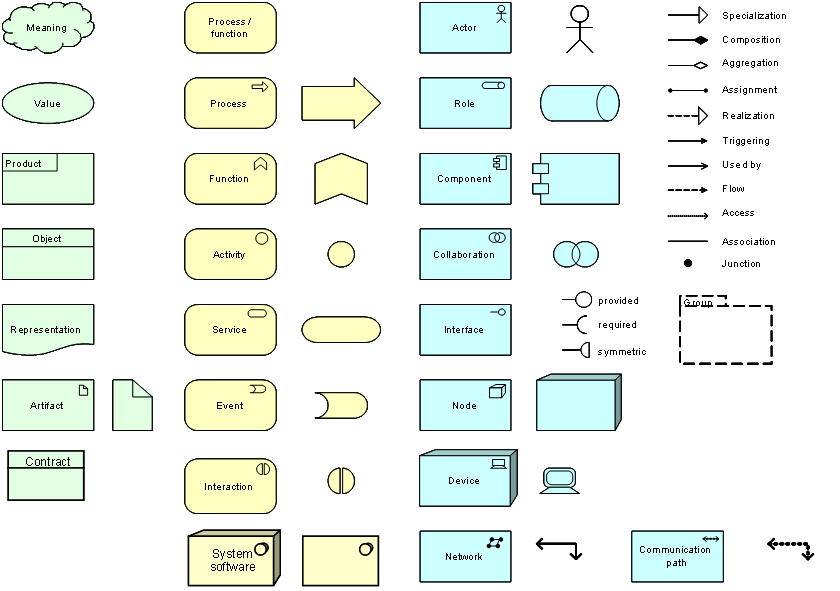 Meaning
Process /
function
Actor
Specialization
Composition
Aggregation
Value
Process
Role
Assignment
Realization
Triggering
Product
Function
Component
Used by
Flow
Access
Object
Activity
Collaboration
Association
Junction
Representation
Service
Interface
provided
required
symmetric
Group
Artifact
Event
Node
Contract
Interaction
Device
System
software
Network
Communication
path